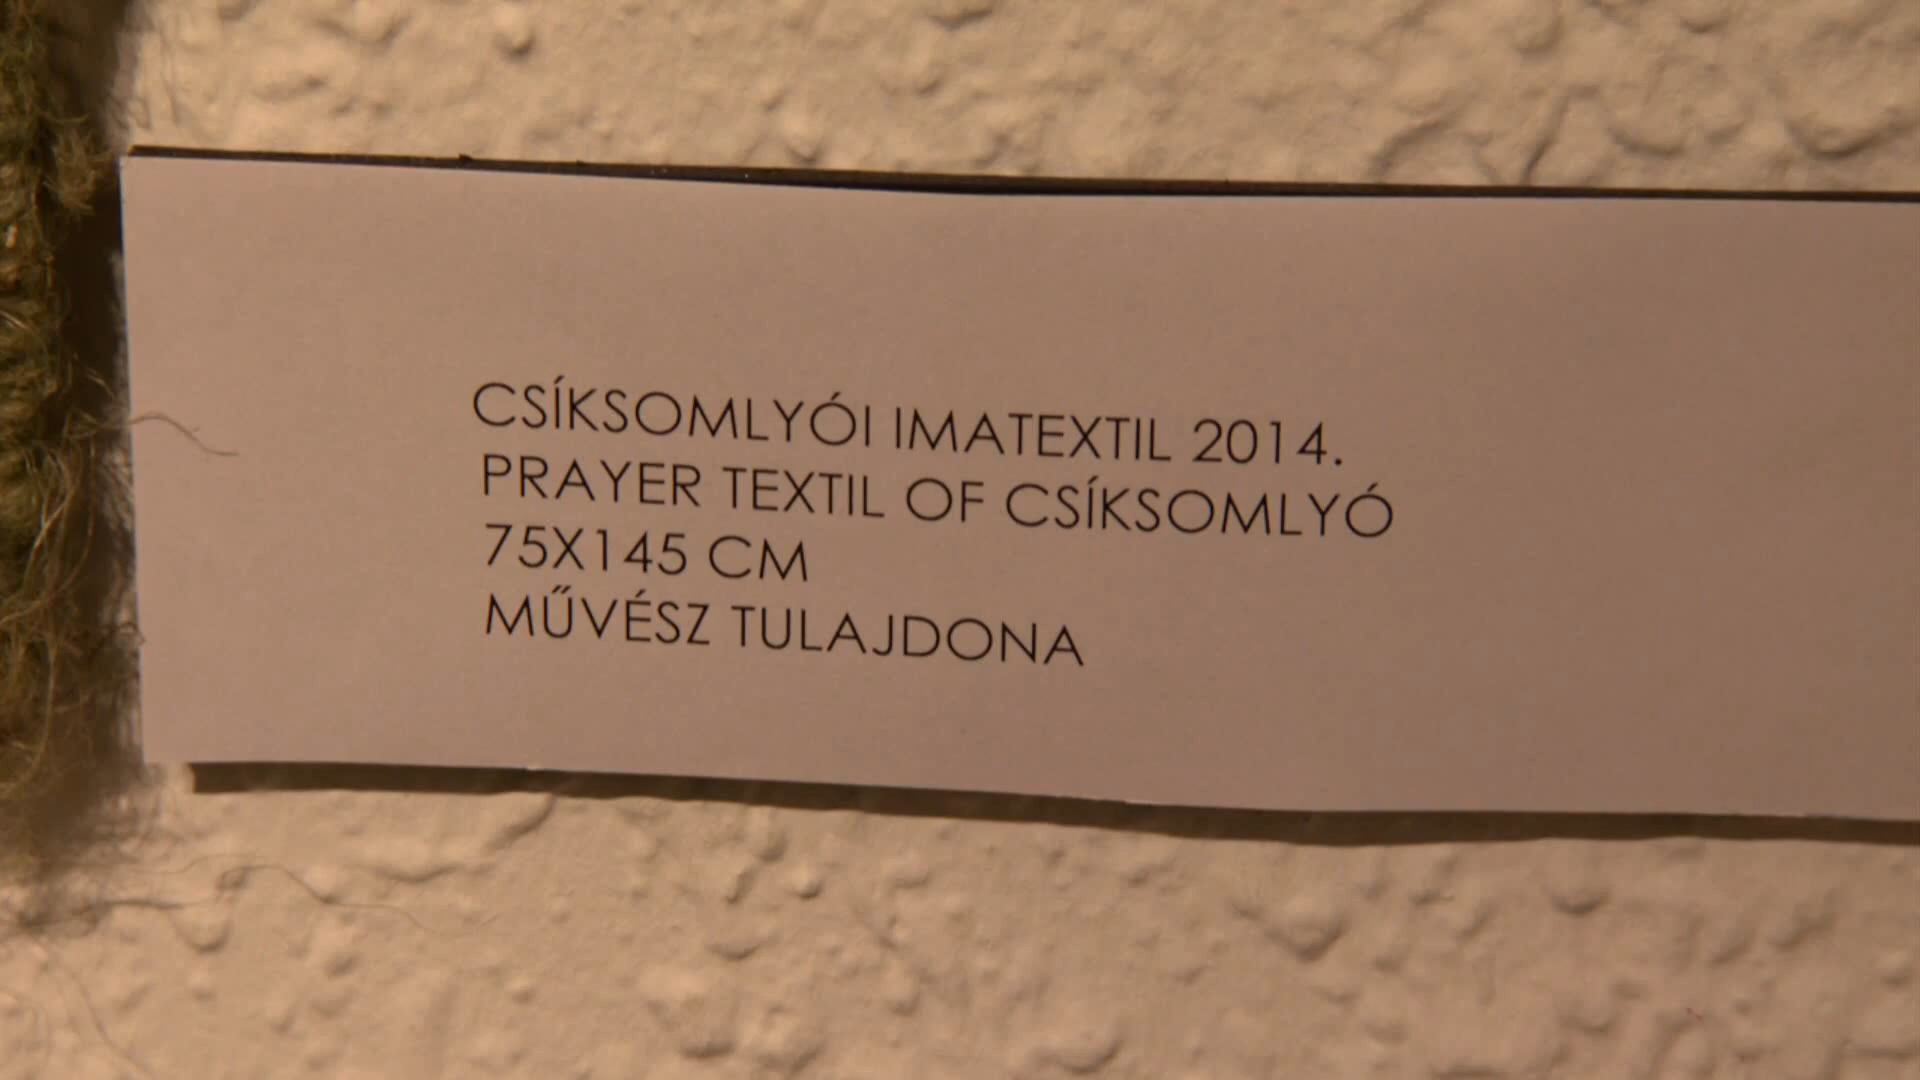 CSÍKSOMLYÓI IMATEXTIL 2014.
PRAYER TEXTIL OF CSÍKSOMLYÓ
75X145 CM
MŰVÉSZ TULAJDONA